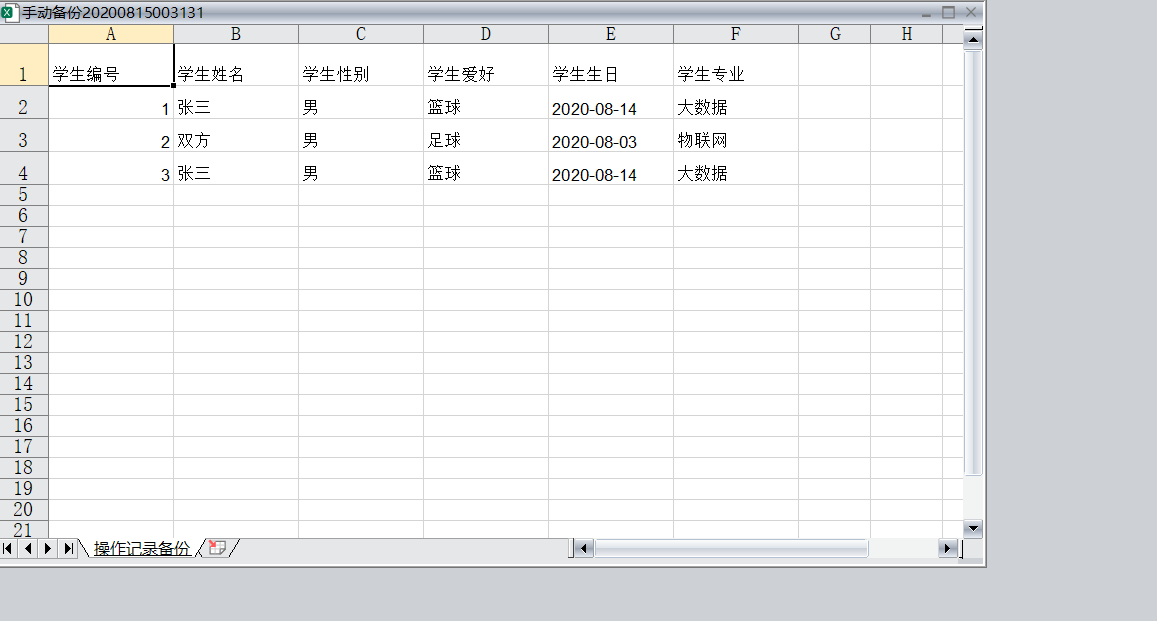 手动备份20200815003131
A B C D E F G H
1 学生编号 学生姓名 学生性别 学生爱好 学生生日 学生专业
2 1 张三 男 篮球 2020-08-14 大数据
3 2 双方 男 足球 2020-08-03 物联网
4 3 张三 男 篮球 2020-08-14 大数据
5
6
7
8
9
10
11
12
13
14
15
16
17
18
19
20
21
操作记录备份